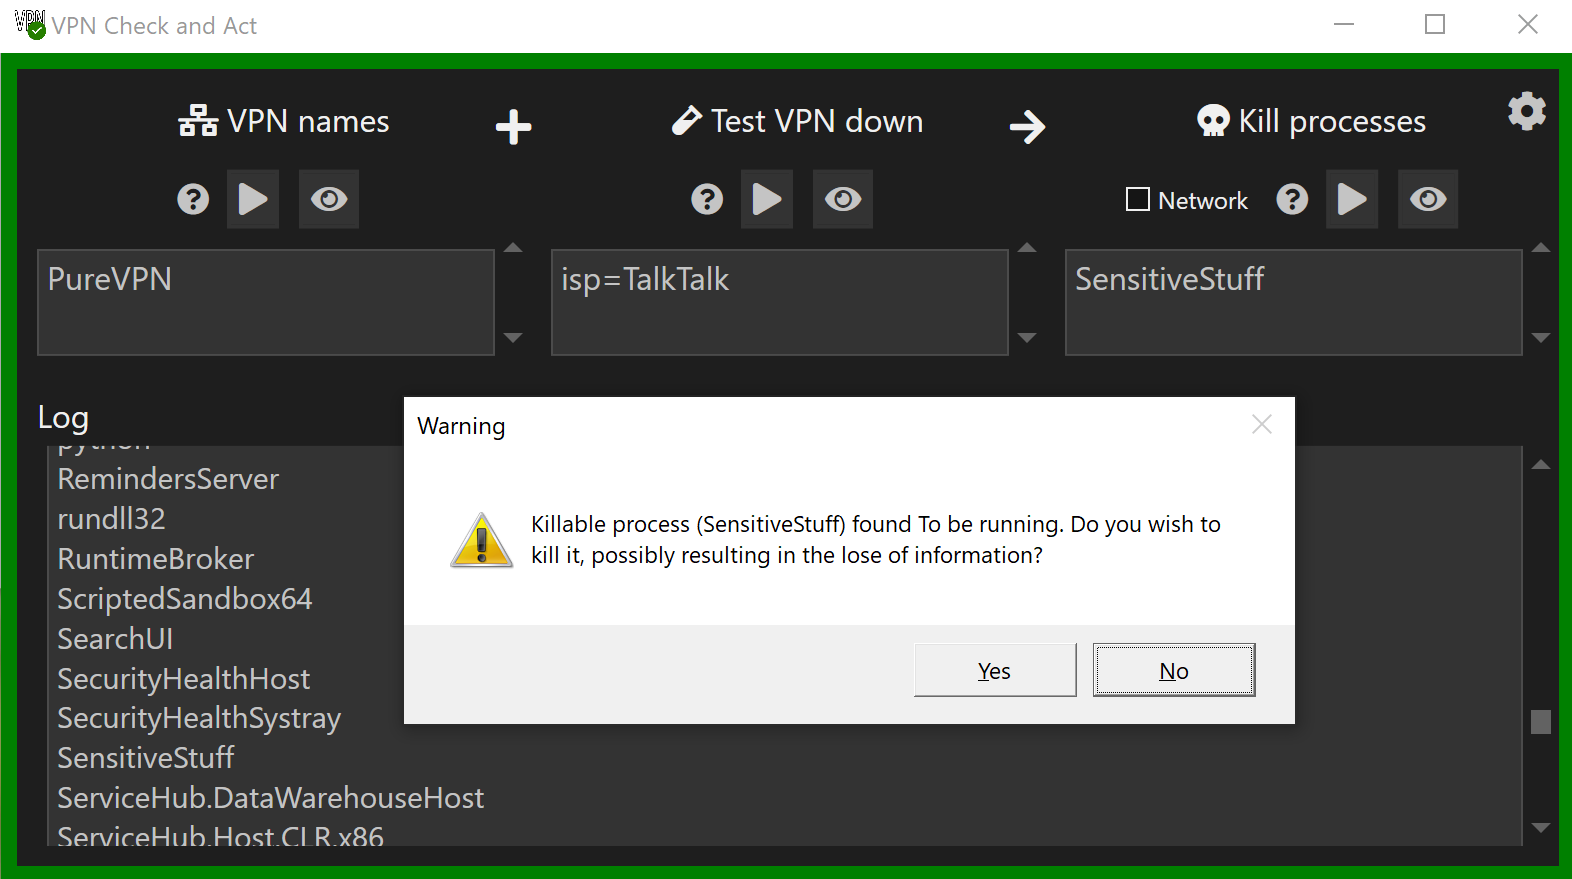 VPN VPN Check and Act
VPN names
Test VPN down
Kill processes
Network
PureVPN
isp=TalkTalk
SensitiveStuff
Log
python
RemindersServer
rundll32
RuntimeBroker
ScriptedSandbox64
SearchUI
SecurityHealthHost
SecurityHealthSystray
SensitiveStuff
ServiceHub.DataWarehouseHost
ServiceHub.Host.CLR.x86
Warning
Killable process (SensitiveStuff) found To be running. Do you wish to
kill it, possibly resulting in the lose of information?
Yes
No